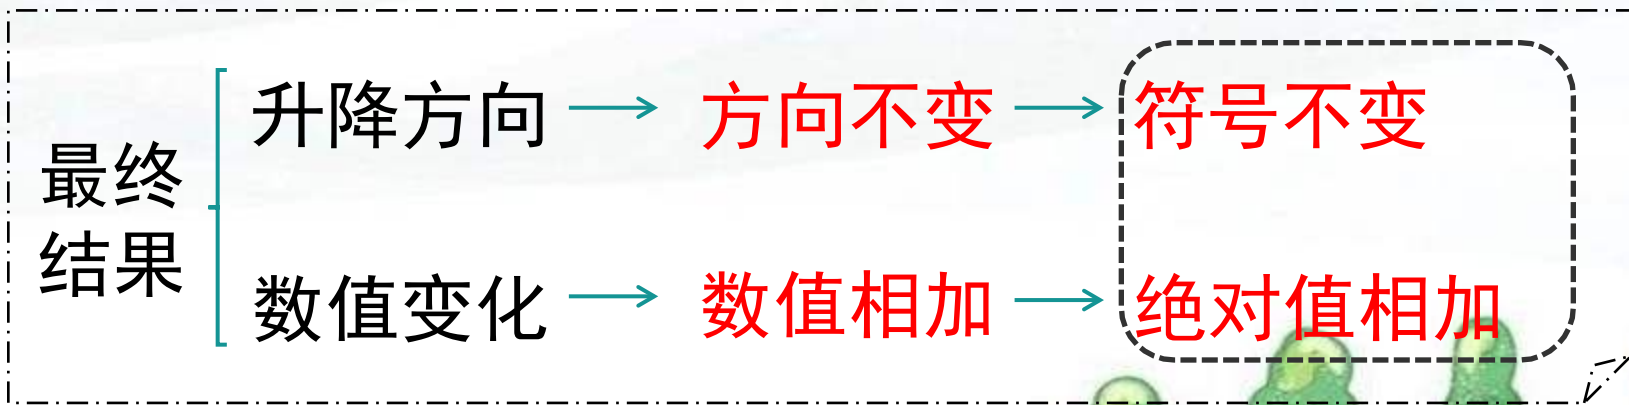 最终
结果
升降方向
方向不变
符号不变
数值变化
数值相加
绝对值相加